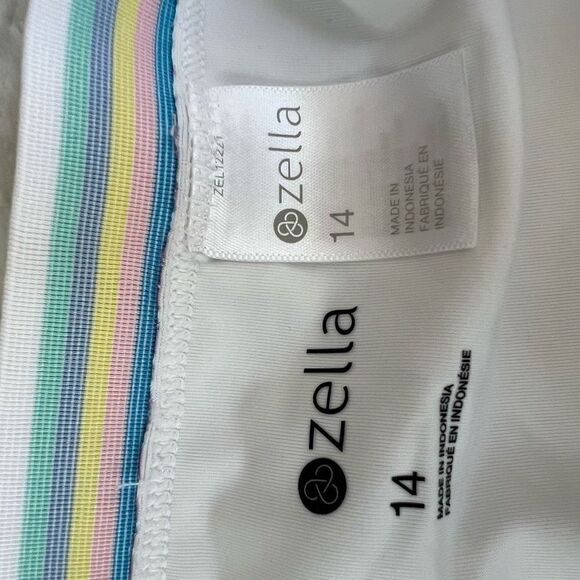 ZEL12221
zella
14
MADE IN
INDONESIA
FABRIQUÉ EN
INDONÉSIE
zella
14
MADE IN INDONESIA
FABRIQUÉ EN INDONÉSIE